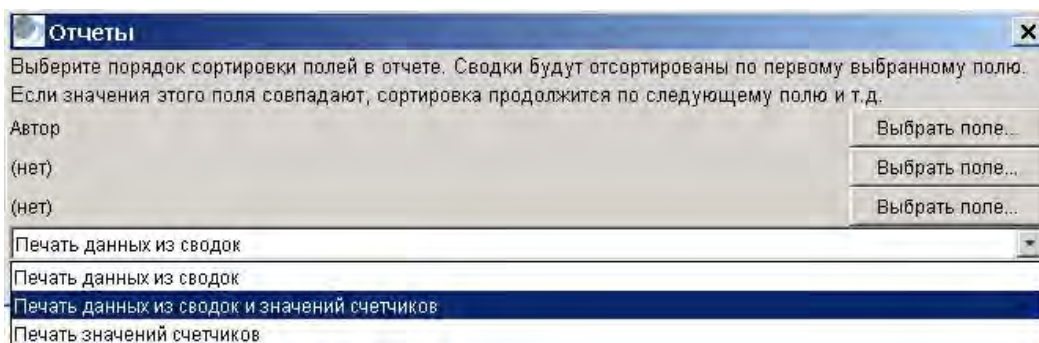 Отчеты
Выберите порядок сортировки полей в отчете. Сводки будут отсортированы по первому выбранному полю.
Если значения этого поля совпадают, сортировка продолжится по следующему полю и т.д.
Автор
Выбрать поле...
(нет)
Выбрать поле...
(нет)
Выбрать поле...
Печать данных из сводок
Печать данных из сводок
Печать данных из сводок и значений счетчиков
Печать значений счетчиков